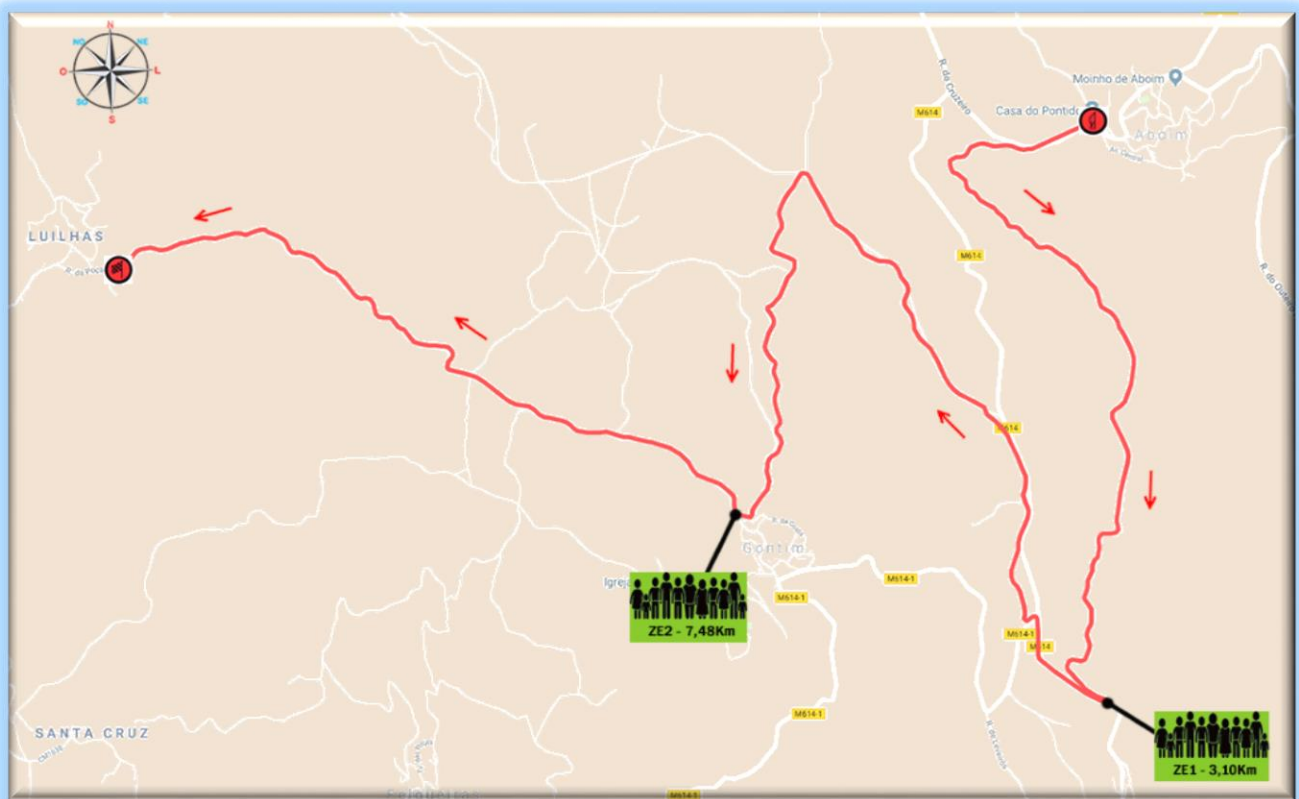 N
NO
NE
O
L
SO
SE
S
R. do Cruzeiro
Moinho de Aboim
M614
Casa do Pontido
Aboim
Av. Central
LUILHAS
M614
R. do Outeiro
M614
Gontim
Igreja
M614-1
M614-1
ZE2 - 7,48Km
M614-1
M614
M614-1
SANTA CRUZ
ZE1 - 3,10Km
M614-1